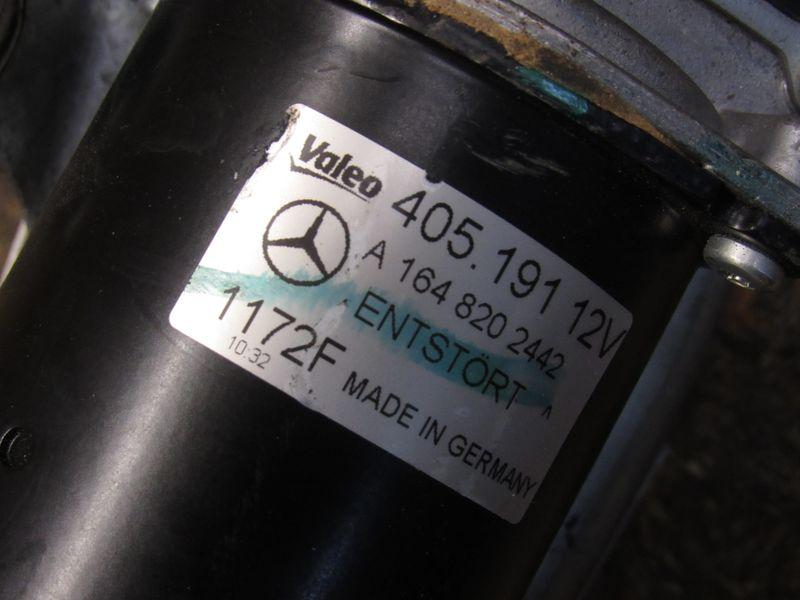 Valeo
405.191 12V
A 164 820 2442
ENTSTÖRT ^
1172F
10:32
MADE IN GERMANY